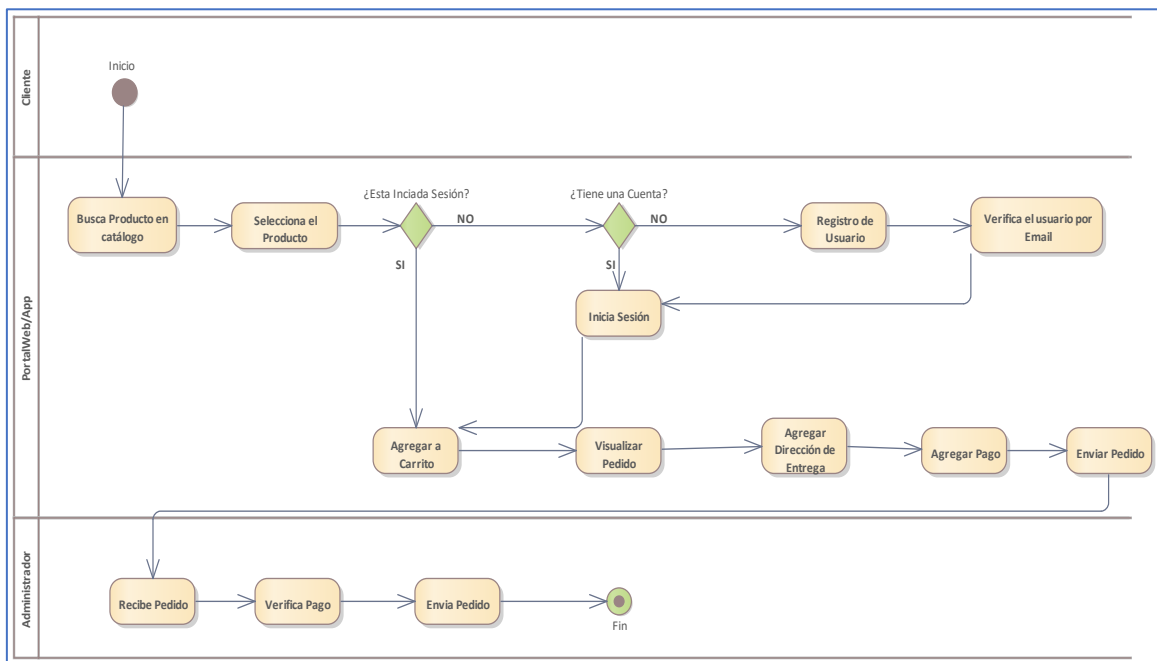 Cliente
Inicio
PortalWeb/App
¿Esta Inciada Sesión?
¿Tiene una Cuenta?
Busca Producto en
catálogo
Selecciona el
Producto
NO
NO
Registro de
Usuario
Verifica el usuario por
Email
SI
SI
Inicia Sesión
Agregar a
Carrito
Visualizar
Pedido
Agregar
Dirección de
Entrega
Agregar Pago
Enviar Pedido
Administrador
Recibe Pedido
Verifica Pago
Envia Pedido
Fin